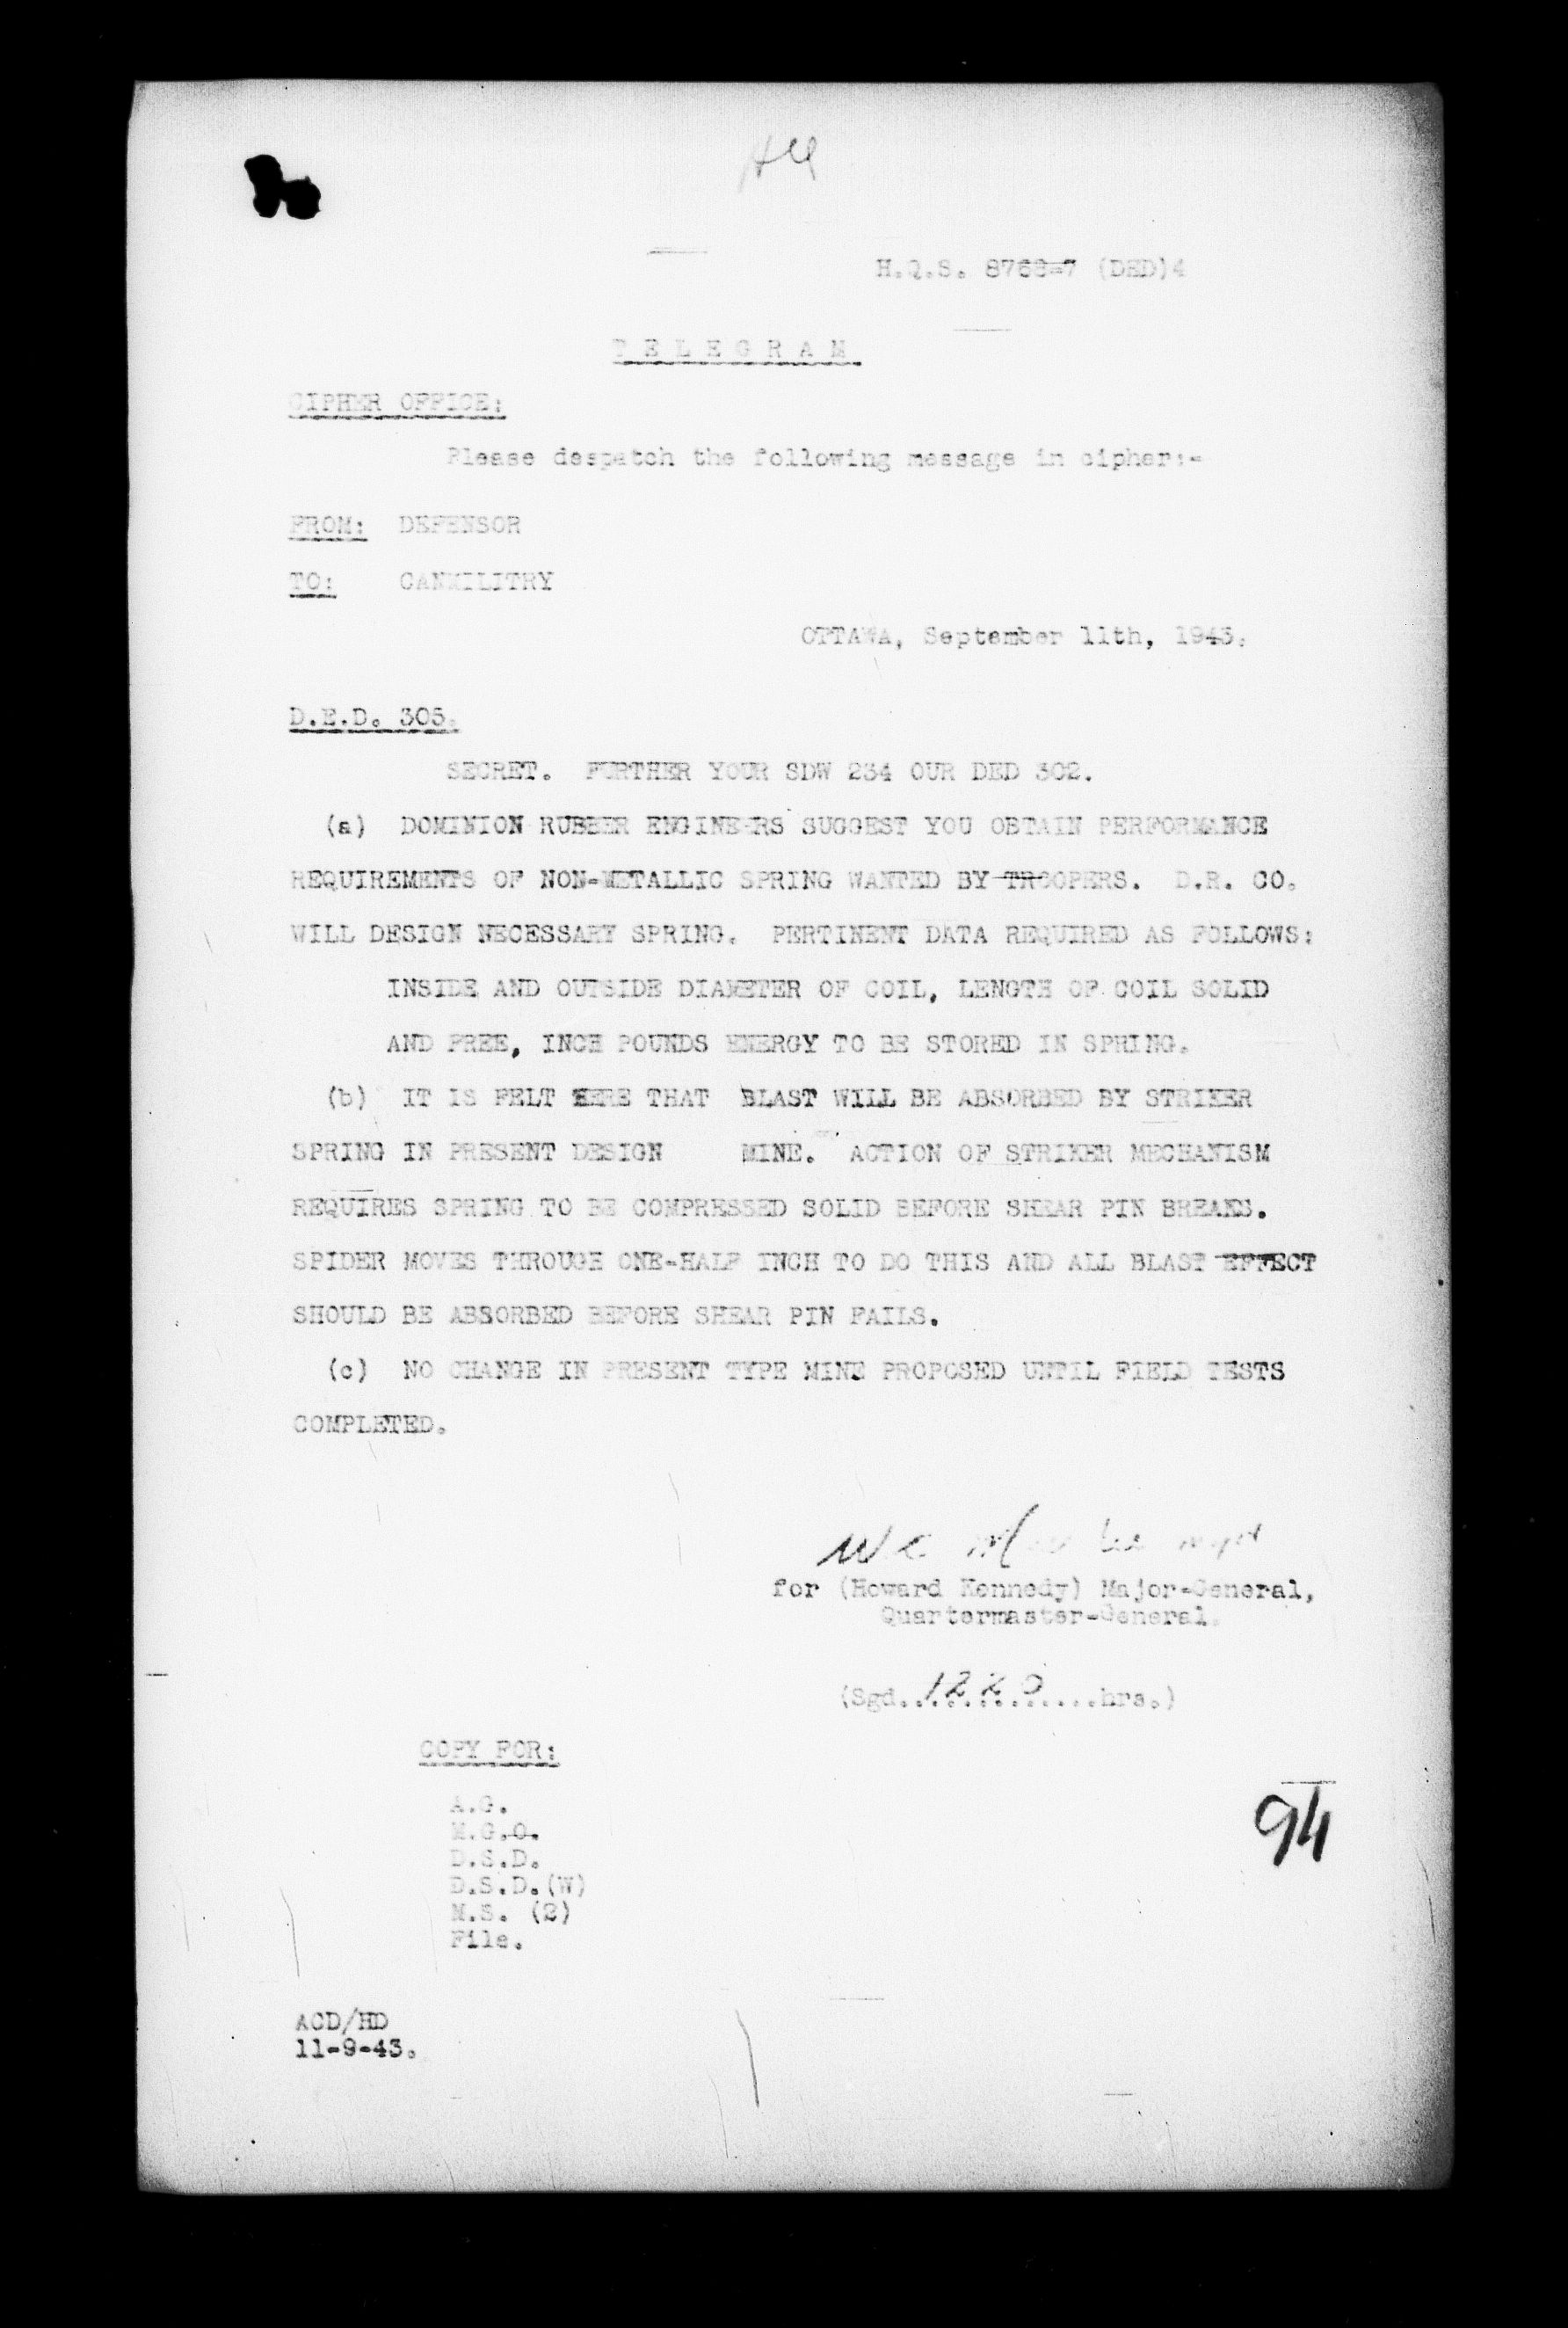 H.Q.S. 8768-7 (DED)4
TELEGRAM
CIPHER OFFICE:
Please despatch the following message in cipher:-
FROM: DEFENSOR
TO: CANMILITRY
OTTAWA, September 11th, 1943.
D.E.D. 305.
SECRET. FURTHER YOUR SDW 234 OUR DED 302.
(a) DOMINION RUBBER ENGINEERS SUGGEST YOU OBTAIN PERFORMANCE
REQUIREMENTS OF NON-METALLIC SPRING WANTED BY TROOPERS. D.R. CO.
WILL DESIGN NECESSARY SPRING. PERTINENT DATA REQUIRED AS FOLLOWS:
INSIDE AND OUTSIDE DIAMETER OF COIL, LENGTH OF COIL SOLID
AND FREE, INCH POUNDS ENERGY TO BE STORED IN SPRING.
(b) IT IS FELT HERE THAT BLAST WILL BE ABSORBED BY STRIKER
SPRING IN PRESENT DESIGN MINE. ACTION OF STRIKER MECHANISM
REQUIRES SPRING TO BE COMPRESSED SOLID BEFORE SHEAR PIN BREAKS.
SPIDER MOVES THROUGH ONE-HALF INCH TO DO THIS AND ALL BLAST EFFECT
SHOULD BE ABSORBED BEFORE SHEAR PIN FAILS.
(c) NO CHANGE IN PRESENT TYPE MINE PROPOSED UNTIL FIELD TESTS
COMPLETED.
for (Howard Kennedy) Major-General,
Quartermaster-General.
(Sgd..1220......hrs.)
COPY FOR:
A.G.
M.G.O.
D.S.D.
D.S.D.(W)
M.S. (2)
File.
94
ACD/HD
11-9-43.